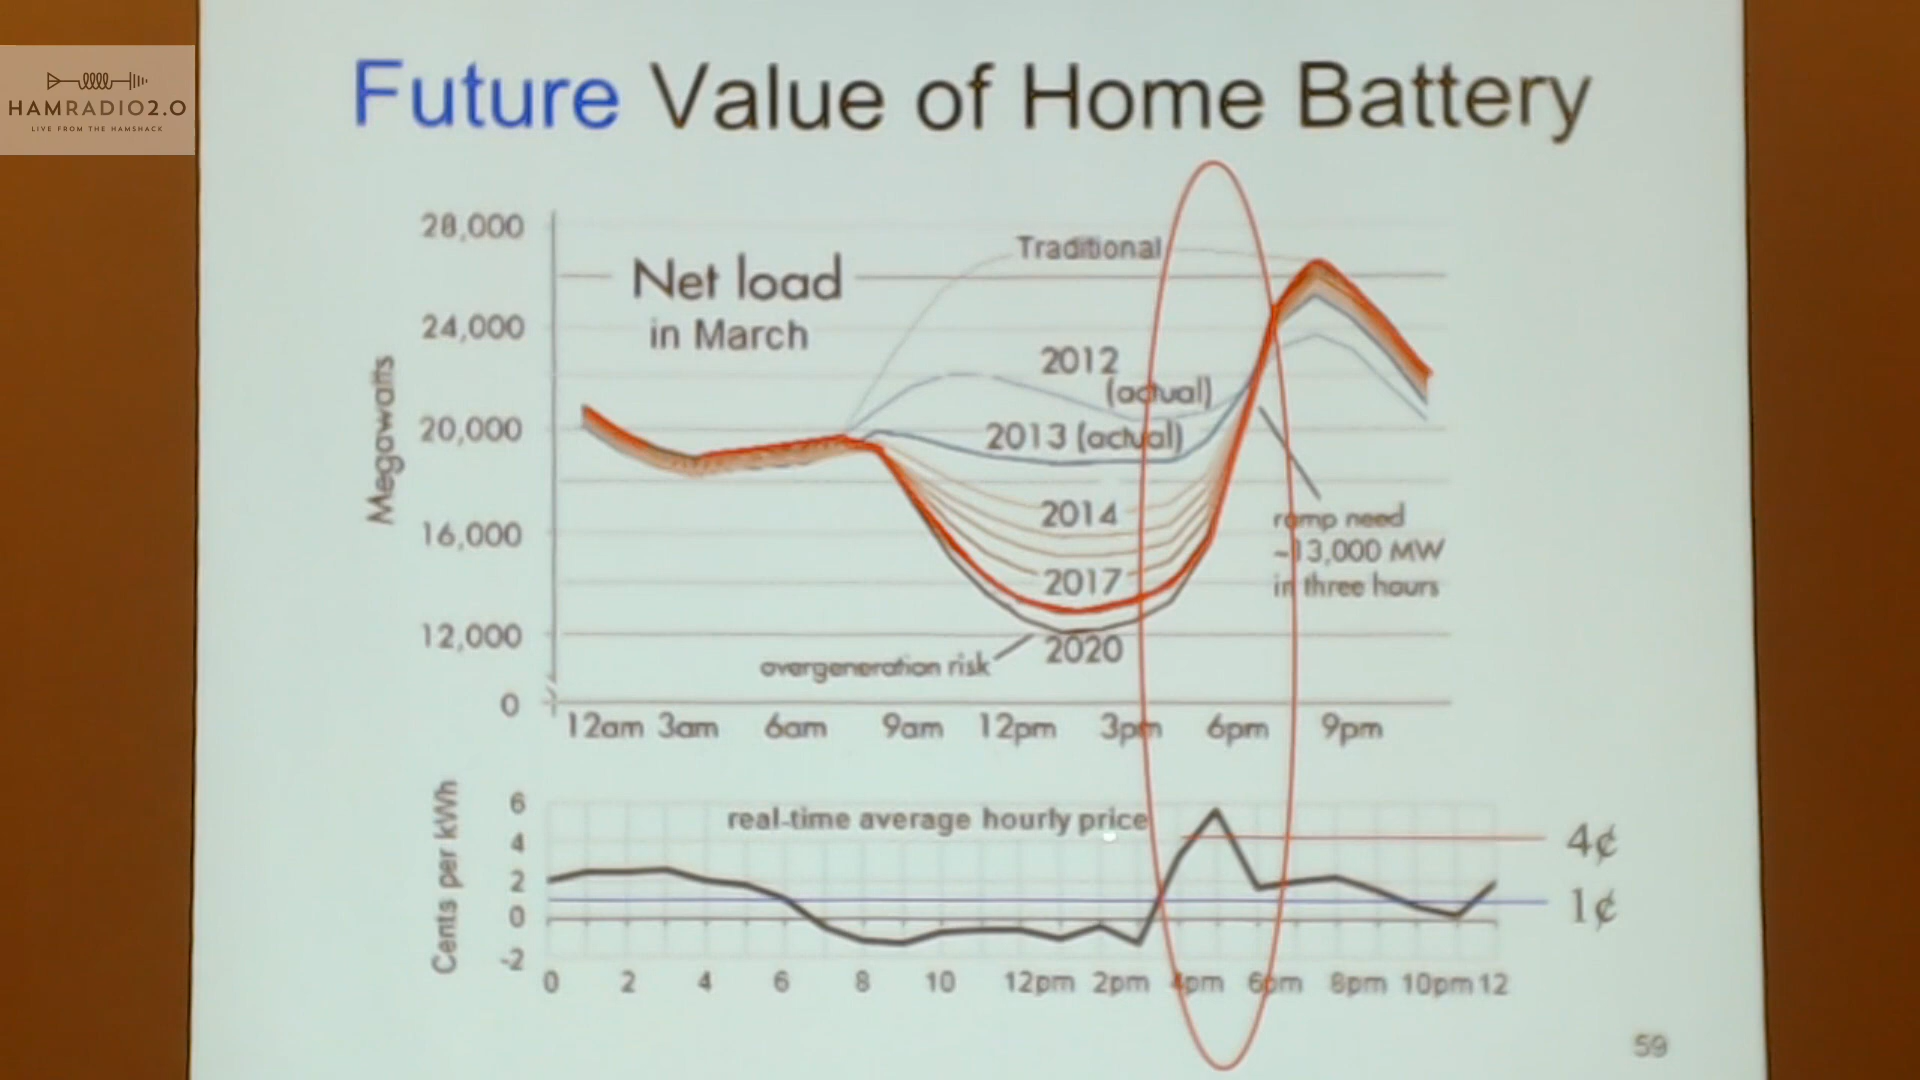 HAMRADIO2.0
LIVE FROM THE HAMSHACK
Future Value of Home Battery
28,000
24,000
20,000
16,000
12,000
0
Megawatts
Net load
in March
Traditional
2012
(actual)
2013 (actual)
2014
2017
2020
overgeneration risk
ramp need
~13,000 MW
in three hours
12am 3am 6am 9am 12pm 3pm 6pm 9pm
Cents per kWh
6
4
2
0
-2
real-time average hourly price
4¢
1¢
0 2 4 6 8 10 12pm 2pm 4pm 6pm 8pm 10pm 12
59